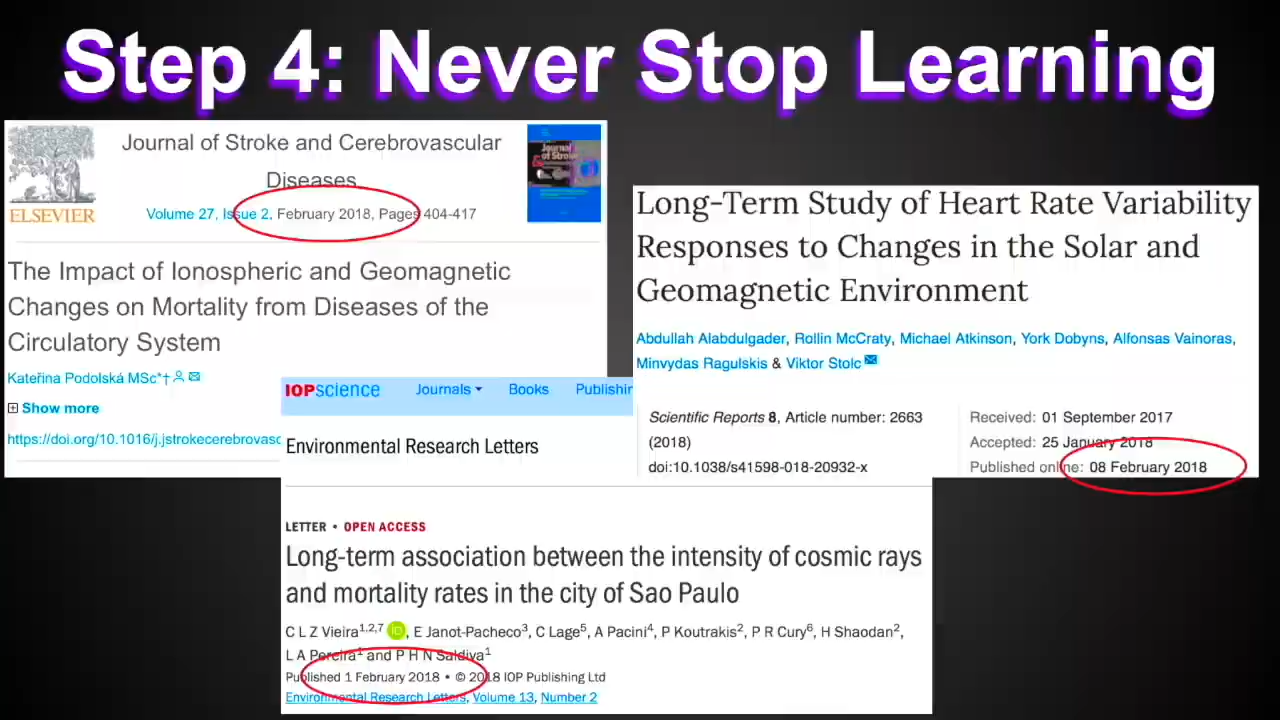 Step 4: Never Stop Learning
ELSEVIER
Journal of Stroke and Cerebrovascular
Diseases
Volume 27, Issue 2, February 2018, Pages 404-417
Journal
of Stroke
The Impact of Ionospheric and Geomagnetic
Changes on Mortality from Diseases of the
Circulatory System
Kateřina Podolská MSc*†
Show more
https://doi.org/10.1016/j.jstrokecerebrovasc
Long-Term Study of Heart Rate Variability
Responses to Changes in the Solar and
Geomagnetic Environment
Abdullah Alabdulgader, Rollin McCraty, Michael Atkinson, York Dobyns, Alfonsas Vainoras,
Minvydas Ragulskis & Viktor Stolc
Scientific Reports 8, Article number: 2663
(2018)
doi:10.1038/s41598-018-20932-x
Received: 01 September 2017
Accepted: 25 January 2018
Published online: 08 February 2018
IOPscience Journals Books Publishin
Environmental Research Letters
LETTER • OPEN ACCESS
Long-term association between the intensity of cosmic rays
and mortality rates in the city of Sao Paulo
C L Z Vieira1,2,7 iD, E Janot-Pacheco3, C Lage5, A Pacini4, P Koutrakis2, P R Cury6, H Shaodan2,
L A Pereira1 and P H N Saldiva1
Published 1 February 2018 • © 2018 IOP Publishing Ltd
Environmental Research Letters, Volume 13, Number 2